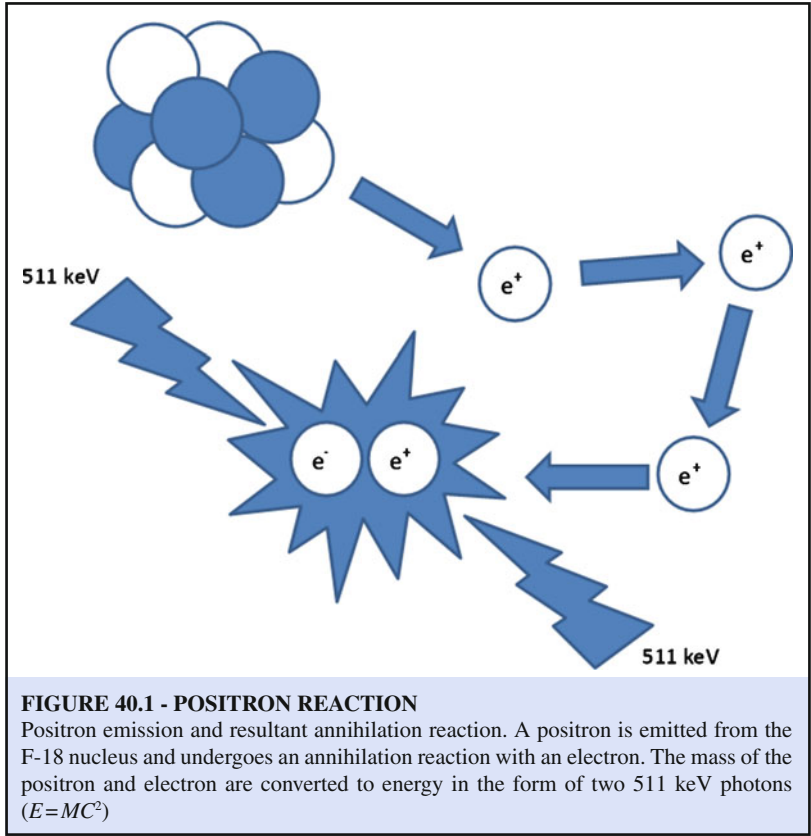 511 keV
e⁺
e⁺
e⁻ e⁺
e⁺
511 keV
FIGURE 40.1 - POSITRON REACTION
Positron emission and resultant annihilation reaction. A positron is emitted from the
F-18 nucleus and undergoes an annihilation reaction with an electron. The mass of the
positron and electron are converted to energy in the form of two 511 keV photons
(E=MC²)